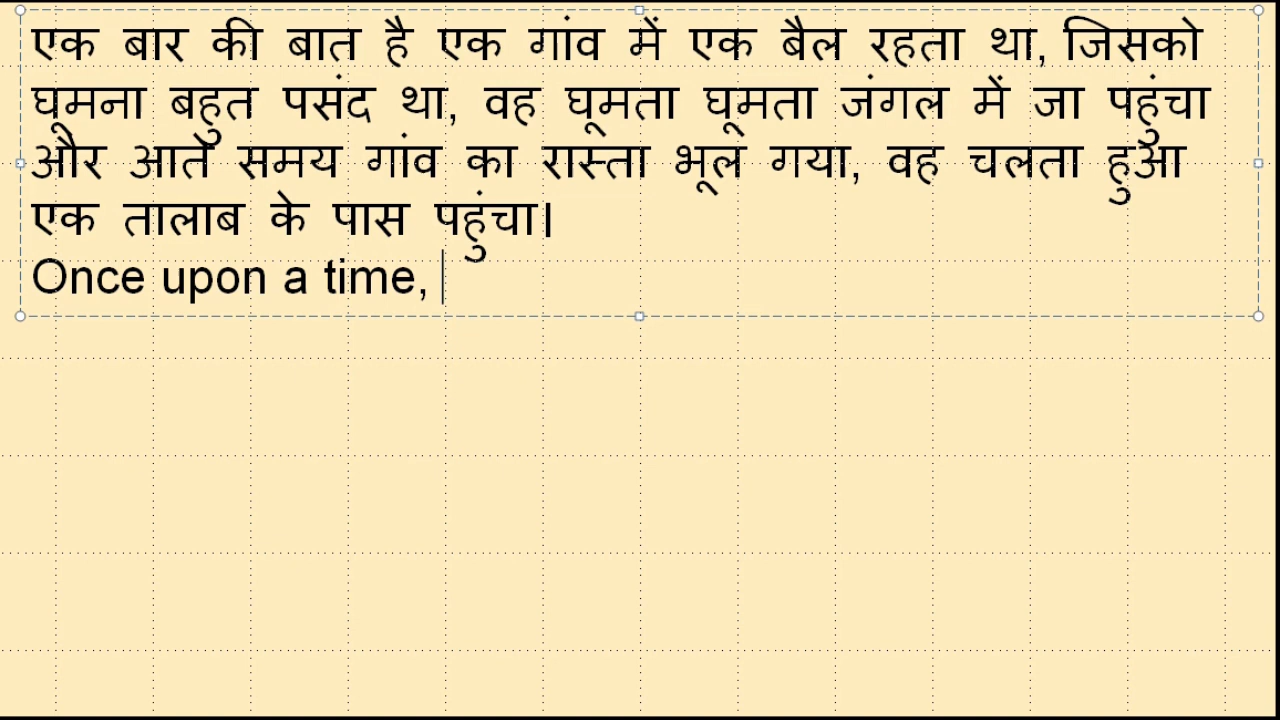 एक बार की बात है एक गांव में एक बैल रहता था, जिसको
घूमना बहुत पसंद था, वह घूमता घूमता जंगल में जा पहुंचा
और आते समय गांव का रास्ता भूल गया, वह चलता हुआ
एक तालाब के पास पहुंचा।
Once upon a time,